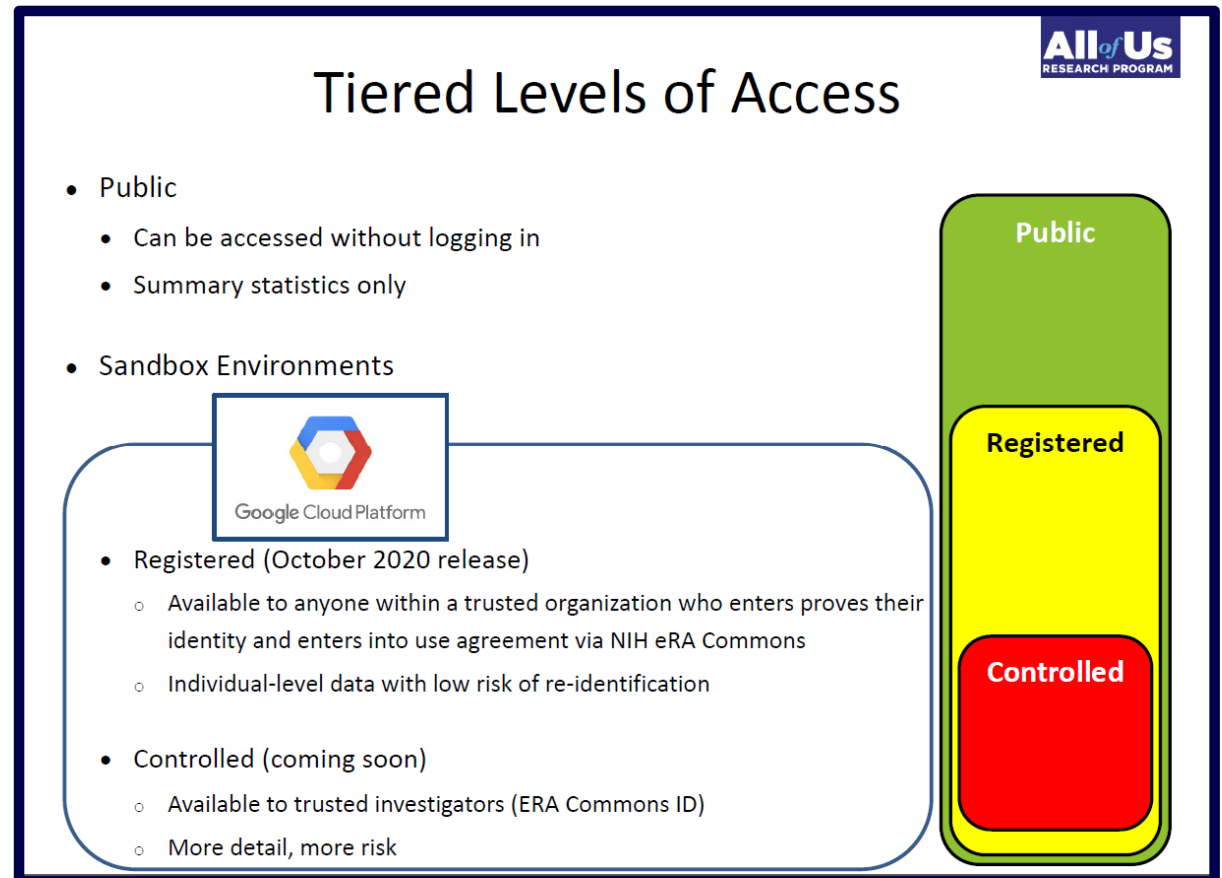 All of Us
RESEARCH PROGRAM
Tiered Levels of Access
• Public
• Can be accessed without logging in
• Summary statistics only
• Sandbox Environments
Google Cloud Platform
• Registered (October 2020 release)
○ Available to anyone within a trusted organization who enters proves their
identity and enters into use agreement via NIH eRA Commons
○ Individual-level data with low risk of re-identification
• Controlled (coming soon)
○ Available to trusted investigators (ERA Commons ID)
○ More detail, more risk
Public
Registered
Controlled